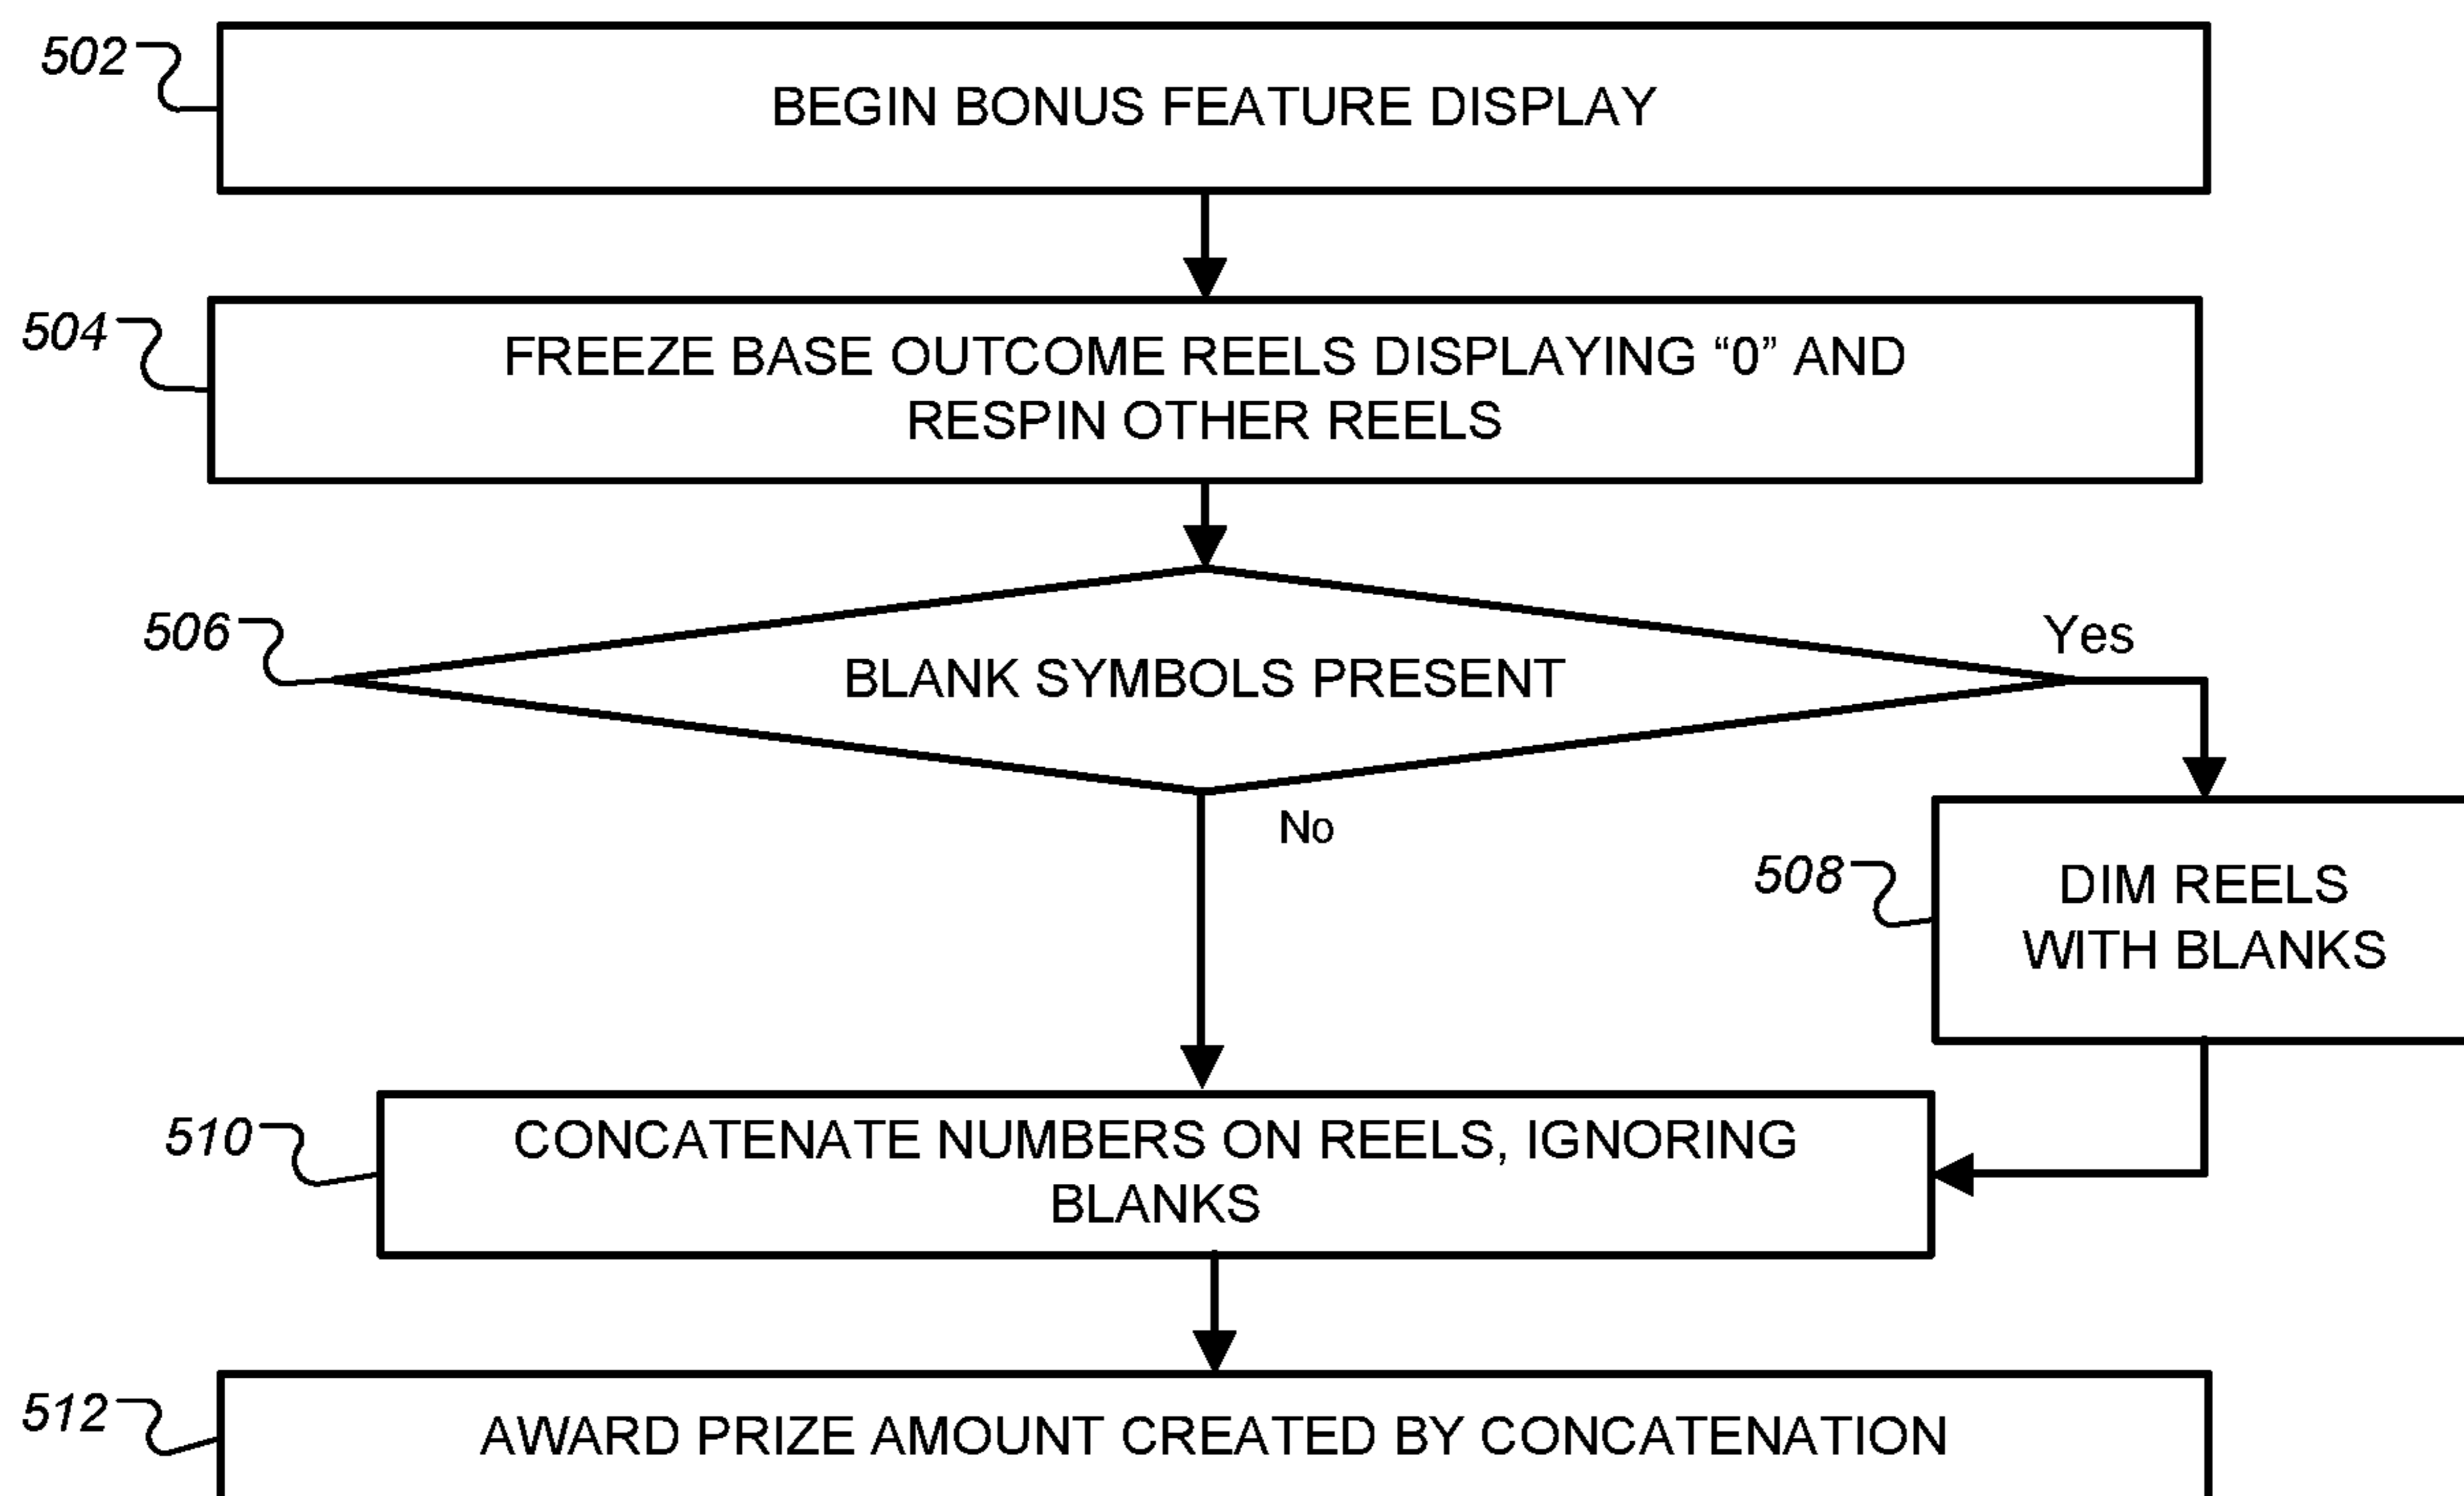 502
BEGIN BONUS FEATURE DISPLAY
504
FREEZE BASE OUTCOME REELS DISPLAYING “0” AND
RESPIN OTHER REELS
506
BLANK SYMBOLS PRESENT
Yes
No
508
DIM REELS
WITH BLANKS
510
CONCATENATE NUMBERS ON REELS, IGNORING
BLANKS
512
AWARD PRIZE AMOUNT CREATED BY CONCATENATION